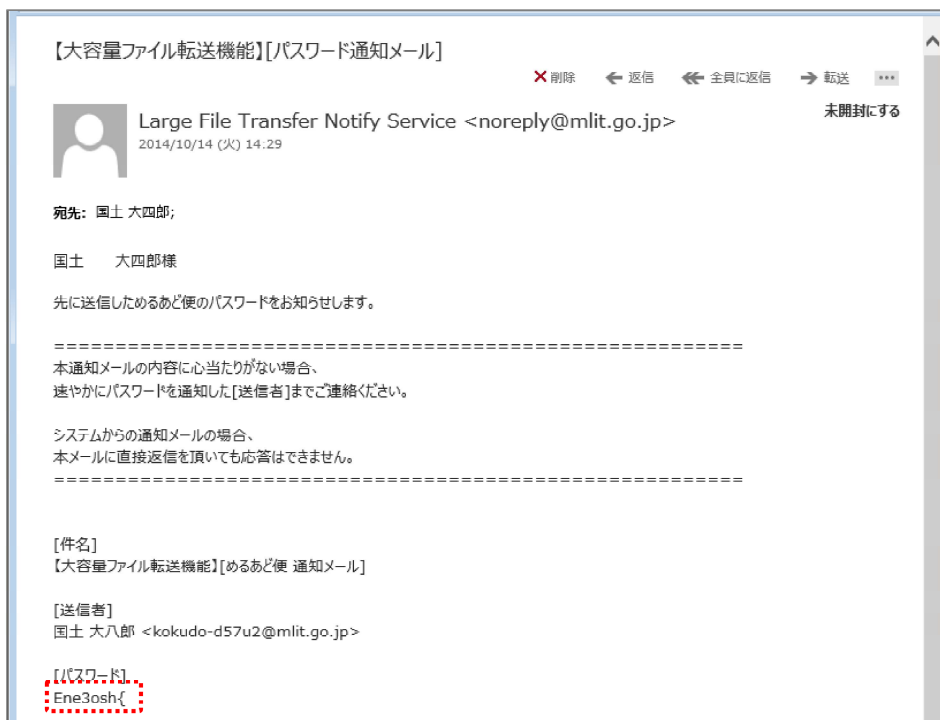 【大容量ファイル転送機能】[パスワード通知メール]
削除 返信 全員に返信 転送 ...
Large File Transfer Notify Service <noreply@mlit.go.jp>
未開封にする
2014/10/14 (火) 14:29
宛先: 国土 大四郎;
国土　　大四郎様
先に送信しためるあど便のパスワードをお知らせします。
========================================================
本通知メールの内容に心当たりがない場合、
速やかにパスワードを通知した[送信者]までご連絡ください。
システムからの通知メールの場合、
本メールに直接返信を頂いても応答はできません。
========================================================
[件名]
【大容量ファイル転送機能】[めるあど便 通知メール]
[送信者]
国土 大八郎 <kokudo-d57u2@mlit.go.jp>
[パスワード]
Ene3osh{